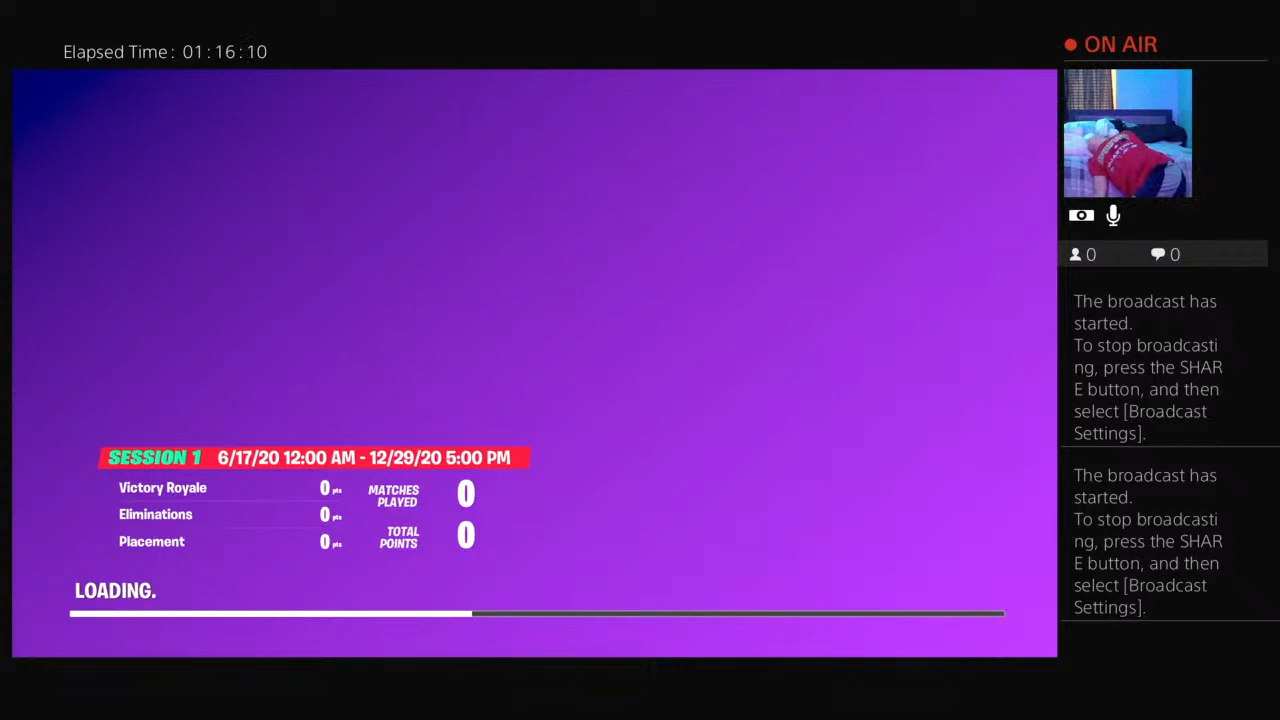 Elapsed Time: 01:16:10
ON AIR
0 0
The broadcast has
started.
To stop broadcasti
ng, press the SHAR
E button, and then
select [Broadcast
Settings].
The broadcast has
started.
To stop broadcasti
ng, press the SHAR
E button, and then
select [Broadcast
Settings].
SESSION 1 6/17/20 12:00 AM - 12/29/20 5:00 PM
Victory Royale 0 pts
Eliminations 0 pts
Placement 0 pts
MATCHES
PLAYED 0
TOTAL
POINTS 0
LOADING.